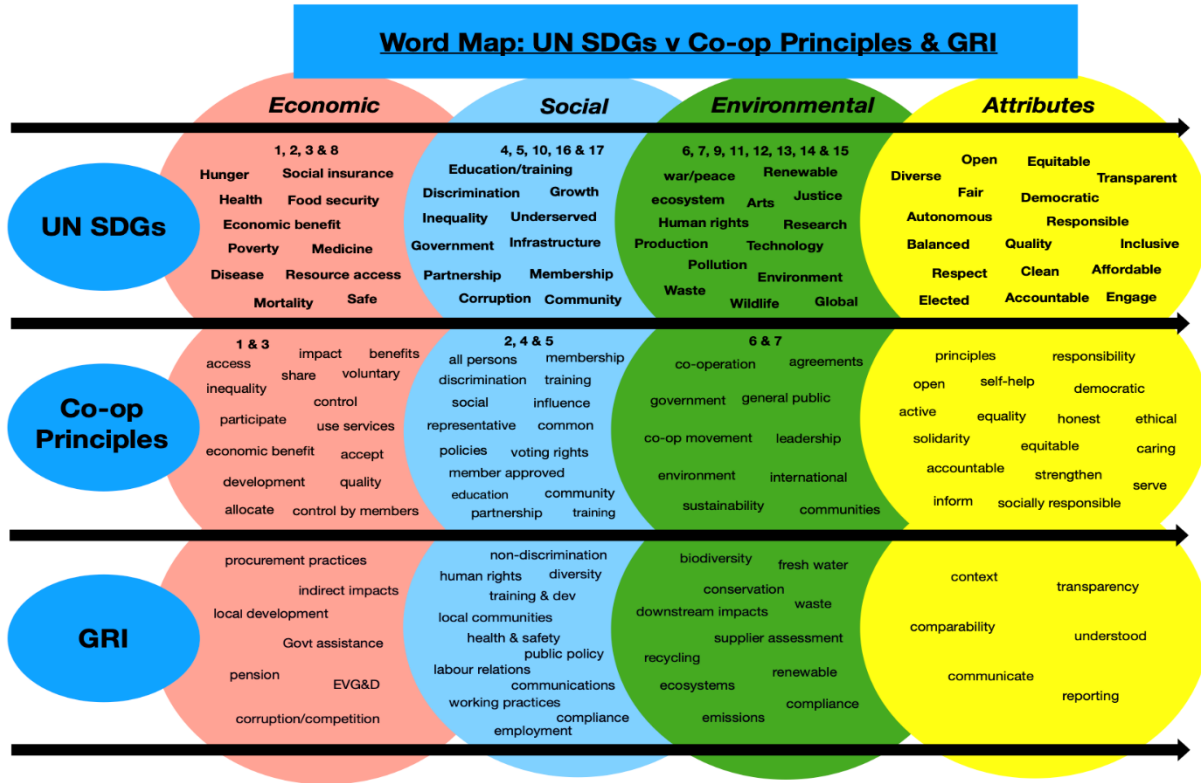 Word Map: UN SDGs v Co-op Principles & GRI
Economic
Social
Environmental
Attributes
UN SDGs
1, 2, 3 & 8
Hunger Social insurance
Health Food security
Economic benefit
Poverty Medicine
Disease Resource access
Mortality Safe
4, 5, 10, 16 & 17
Education/training
Discrimination Growth
Inequality Underserved
Government Infrastructure
Partnership Membership
Corruption Community
6, 7, 9, 11, 12, 13, 14 & 15
war/peace Renewable
ecosystem Arts Justice
Human rights Research
Production Technology
Pollution
Environment
Waste
Wildlife Global
Open Equitable
Diverse Transparent
Fair Democratic
Autonomous Responsible
Balanced Quality Inclusive
Respect Clean Affordable
Elected Accountable Engage
Co-op
Principles
1 & 3
access impact benefits
inequality share voluntary
control
participate use services
economic benefit accept
development quality
allocate control by members
2, 4 & 5
all persons membership
discrimination training
social influence
representative common
policies voting rights
member approved
education community
partnership training
6 & 7
co-operation agreements
government general public
co-op movement leadership
environment international
sustainability communities
principles responsibility
open self-help democratic
active equality honest ethical
solidarity equitable caring
accountable strengthen serve
inform socially responsible
GRI
procurement practices
indirect impacts
local development
Govt assistance
pension
EVG&D
corruption/competition
non-discrimination
human rights diversity
training & dev
local communities
health & safety
public policy
labour relations
communications
working practices
compliance
employment
biodiversity fresh water
conservation
downstream impacts waste
supplier assessment
recycling
renewable
ecosystems
compliance
emissions
context transparency
comparability understood
communicate
reporting